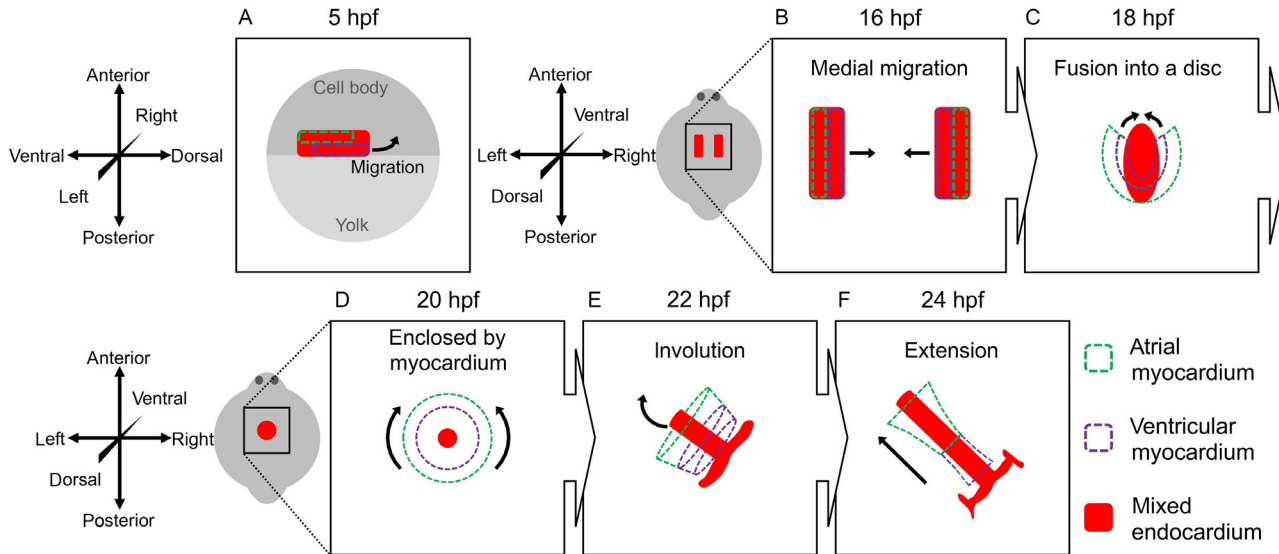 A
5 hpf
Anterior
Right
Ventral
Dorsal
Left
Posterior
Cell body
Migration
Yolk
Anterior
Ventral
Left
Right
Dorsal
Posterior
B
16 hpf
Medial migration
C
18 hpf
Fusion into a disc
Anterior
Ventral
Left
Right
Dorsal
Posterior
D
20 hpf
Enclosed by
myocardium
E
22 hpf
Involution
F
24 hpf
Extension
Atrial
myocardium
Ventricular
myocardium
Mixed
endocardium